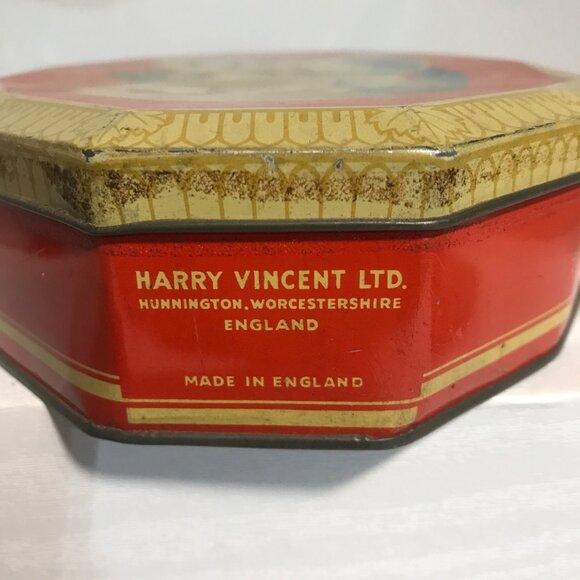 HARRY VINCENT LTD.
HUNNINGTON, WORCESTERSHIRE
ENGLAND
MADE IN ENGLAND